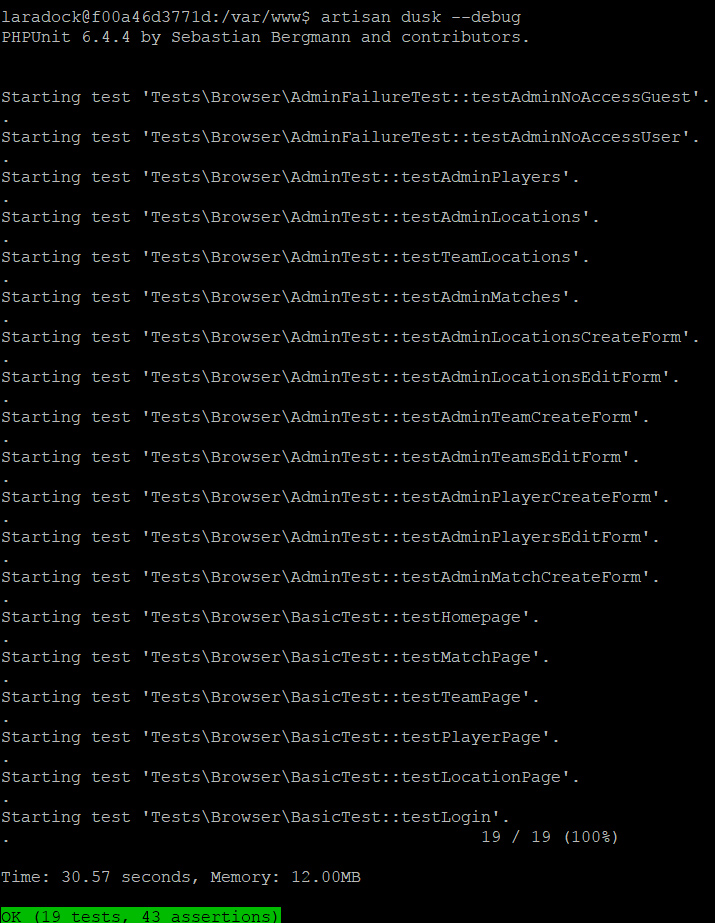 laradock@f00a46d3771d:/var/www$ artisan dusk --debug
PHPUnit 6.4.4 by Sebastian Bergmann and contributors.
Starting test 'Tests\Browser\AdminFailureTest::testAdminNoAccessGuest'.
.
Starting test 'Tests\Browser\AdminFailureTest::testAdminNoAccessUser'.
.
Starting test 'Tests\Browser\AdminTest::testAdminPlayers'.
.
Starting test 'Tests\Browser\AdminTest::testAdminLocations'.
.
Starting test 'Tests\Browser\AdminTest::testTeamLocations'.
.
Starting test 'Tests\Browser\AdminTest::testAdminMatches'.
.
Starting test 'Tests\Browser\AdminTest::testAdminLocationsCreateForm'.
.
Starting test 'Tests\Browser\AdminTest::testAdminLocationsEditForm'.
.
Starting test 'Tests\Browser\AdminTest::testAdminTeamCreateForm'.
.
Starting test 'Tests\Browser\AdminTest::testAdminTeamsEditForm'.
.
Starting test 'Tests\Browser\AdminTest::testAdminPlayerCreateForm'.
.
Starting test 'Tests\Browser\AdminTest::testAdminPlayersEditForm'.
.
Starting test 'Tests\Browser\AdminTest::testAdminMatchCreateForm'.
.
Starting test 'Tests\Browser\BasicTest::testHomepage'.
.
Starting test 'Tests\Browser\BasicTest::testMatchPage'.
.
Starting test 'Tests\Browser\BasicTest::testTeamPage'.
.
Starting test 'Tests\Browser\BasicTest::testPlayerPage'.
.
Starting test 'Tests\Browser\BasicTest::testLocationPage'.
.
Starting test 'Tests\Browser\BasicTest::testLogin'.
. 19 / 19 (100%)
Time: 30.57 seconds, Memory: 12.00MB
OK (19 tests, 43 assertions)